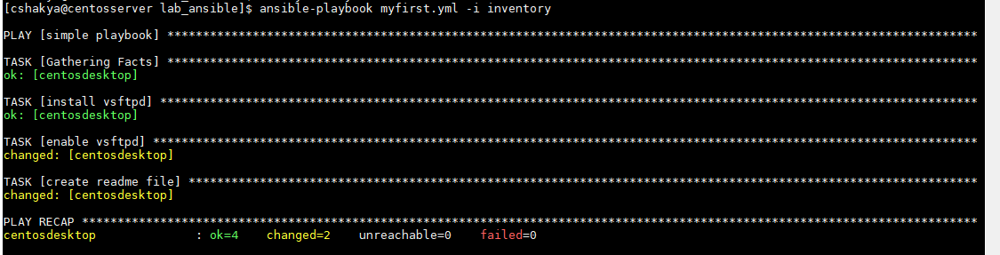 [cshakya@centosserver lab_ansible]$ ansible-playbook myfirst.yml -i inventory
PLAY [simple playbook] ******************************************************************************************************************
TASK [Gathering Facts] ******************************************************************************************************************
ok: [centosdesktop]
TASK [install vsftpd] *******************************************************************************************************************
ok: [centosdesktop]
TASK [enable vsftpd] ********************************************************************************************************************
changed: [centosdesktop]
TASK [create readme file] ***************************************************************************************************************
changed: [centosdesktop]
PLAY RECAP ******************************************************************************************************************************
centosdesktop              : ok=4    changed=2    unreachable=0    failed=0